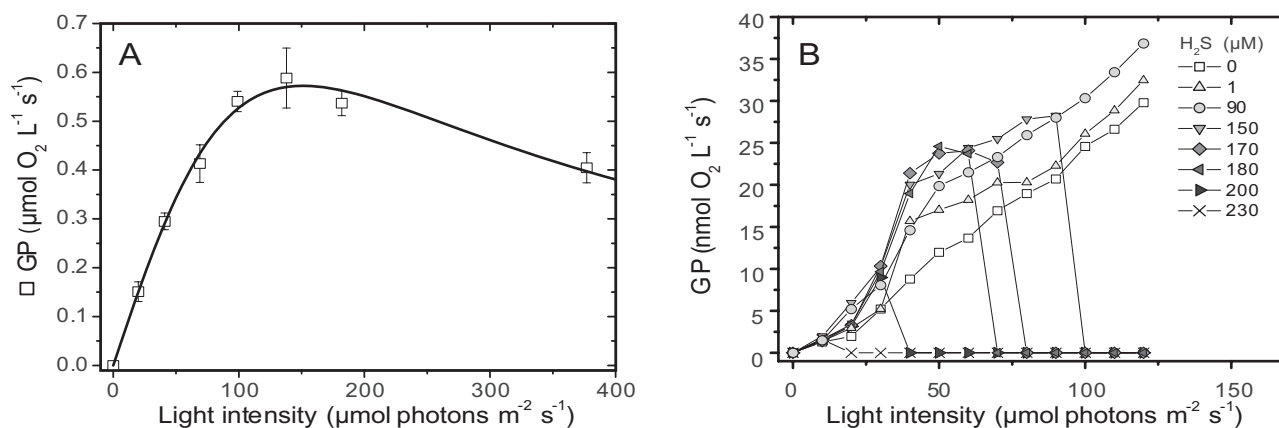 A
□ GP (µmol O₂ L⁻¹ s⁻¹)
0.7
0.6
0.5
0.4
0.3
0.2
0.1
0.0
0 100 200 300 400
Light intensity (µmol photons m⁻² s⁻¹)
B
GP (nmol O₂ L⁻¹ s⁻¹)
40
35
30
25
20
15
10
5
0
0 50 100 150
Light intensity (µmol photons m⁻² s⁻¹)
H₂S (µM)
0
1
90
150
170
180
200
230